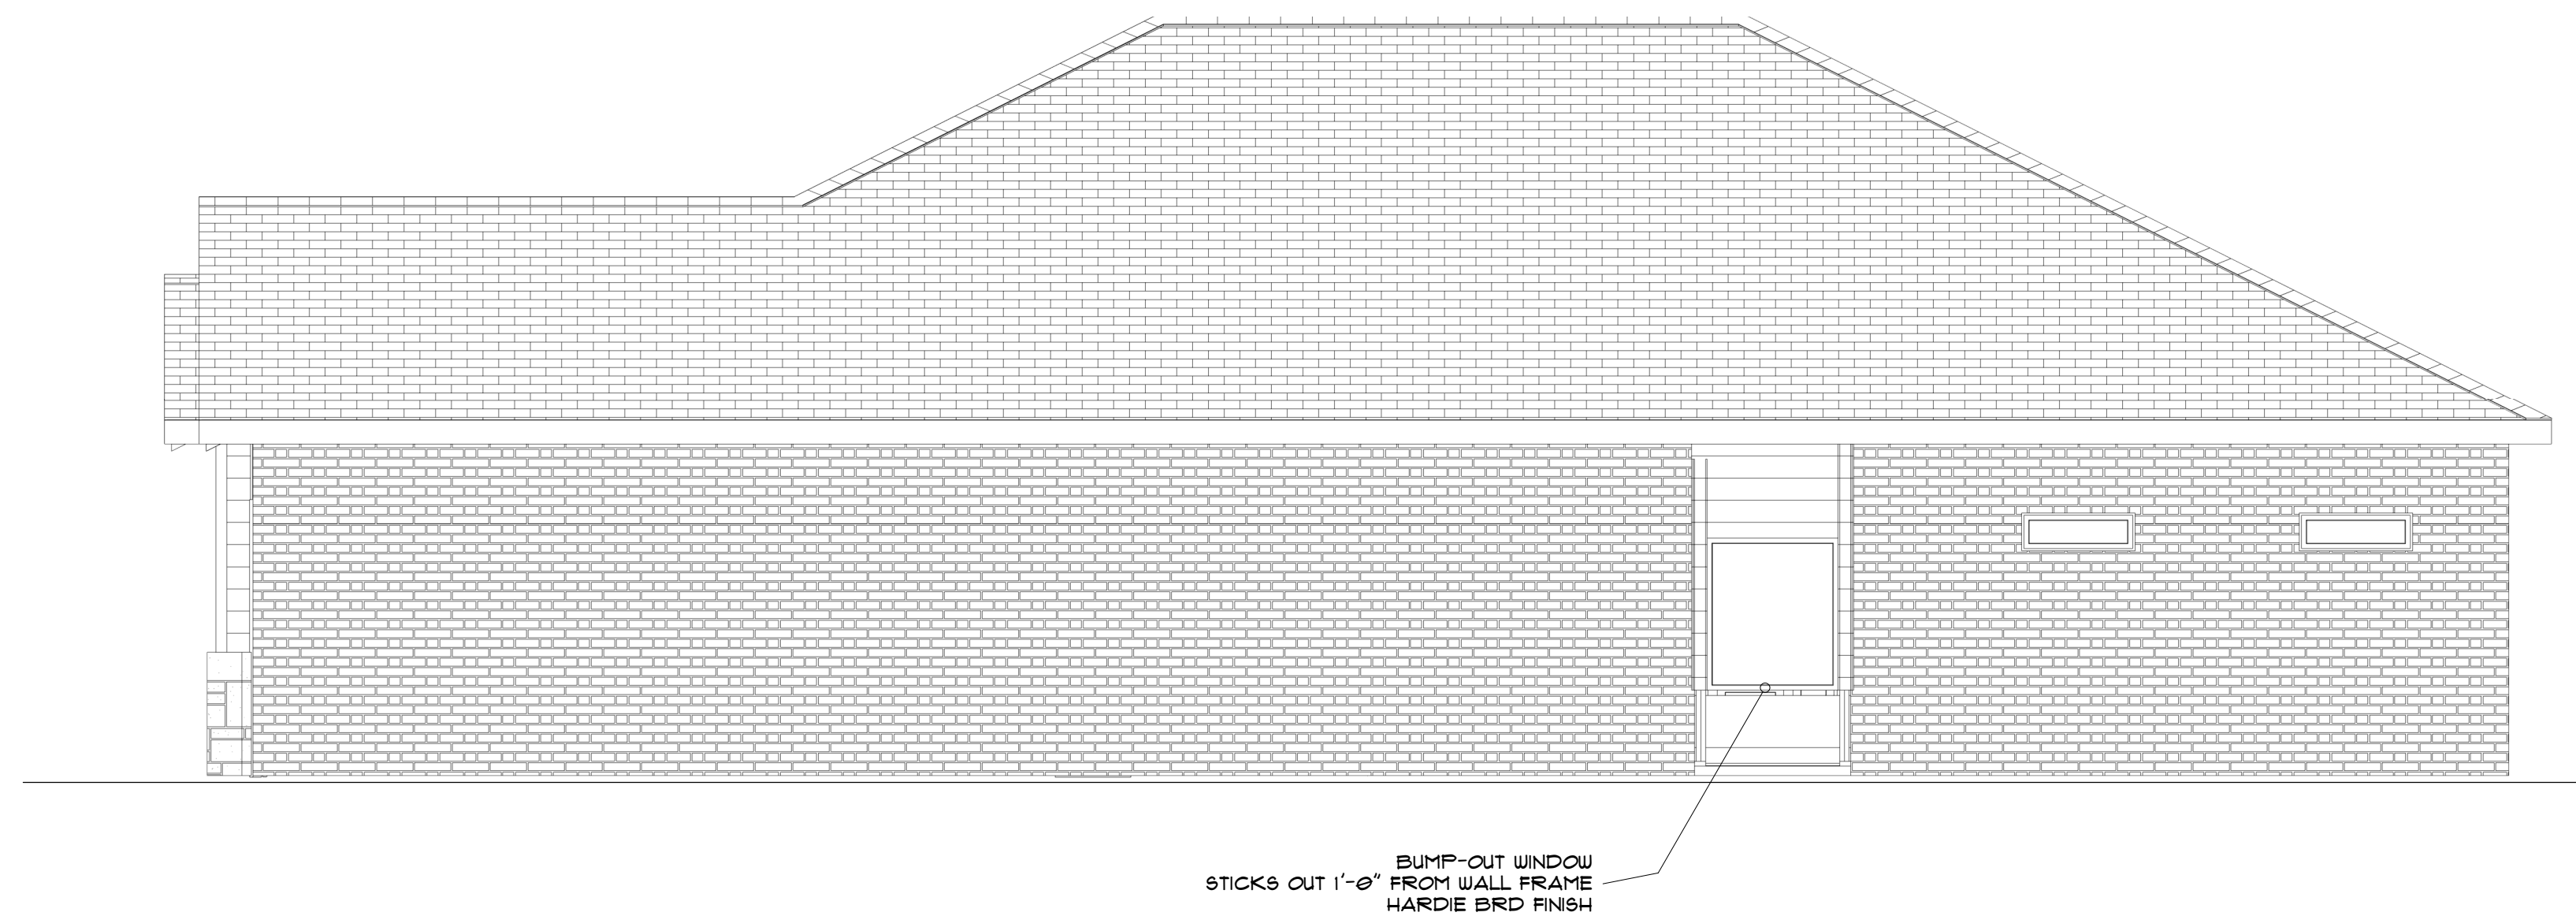 BUMP-OUT WINDOW
STICKS OUT 1'-0" FROM WALL FRAME
HARDIE BRD FINISH